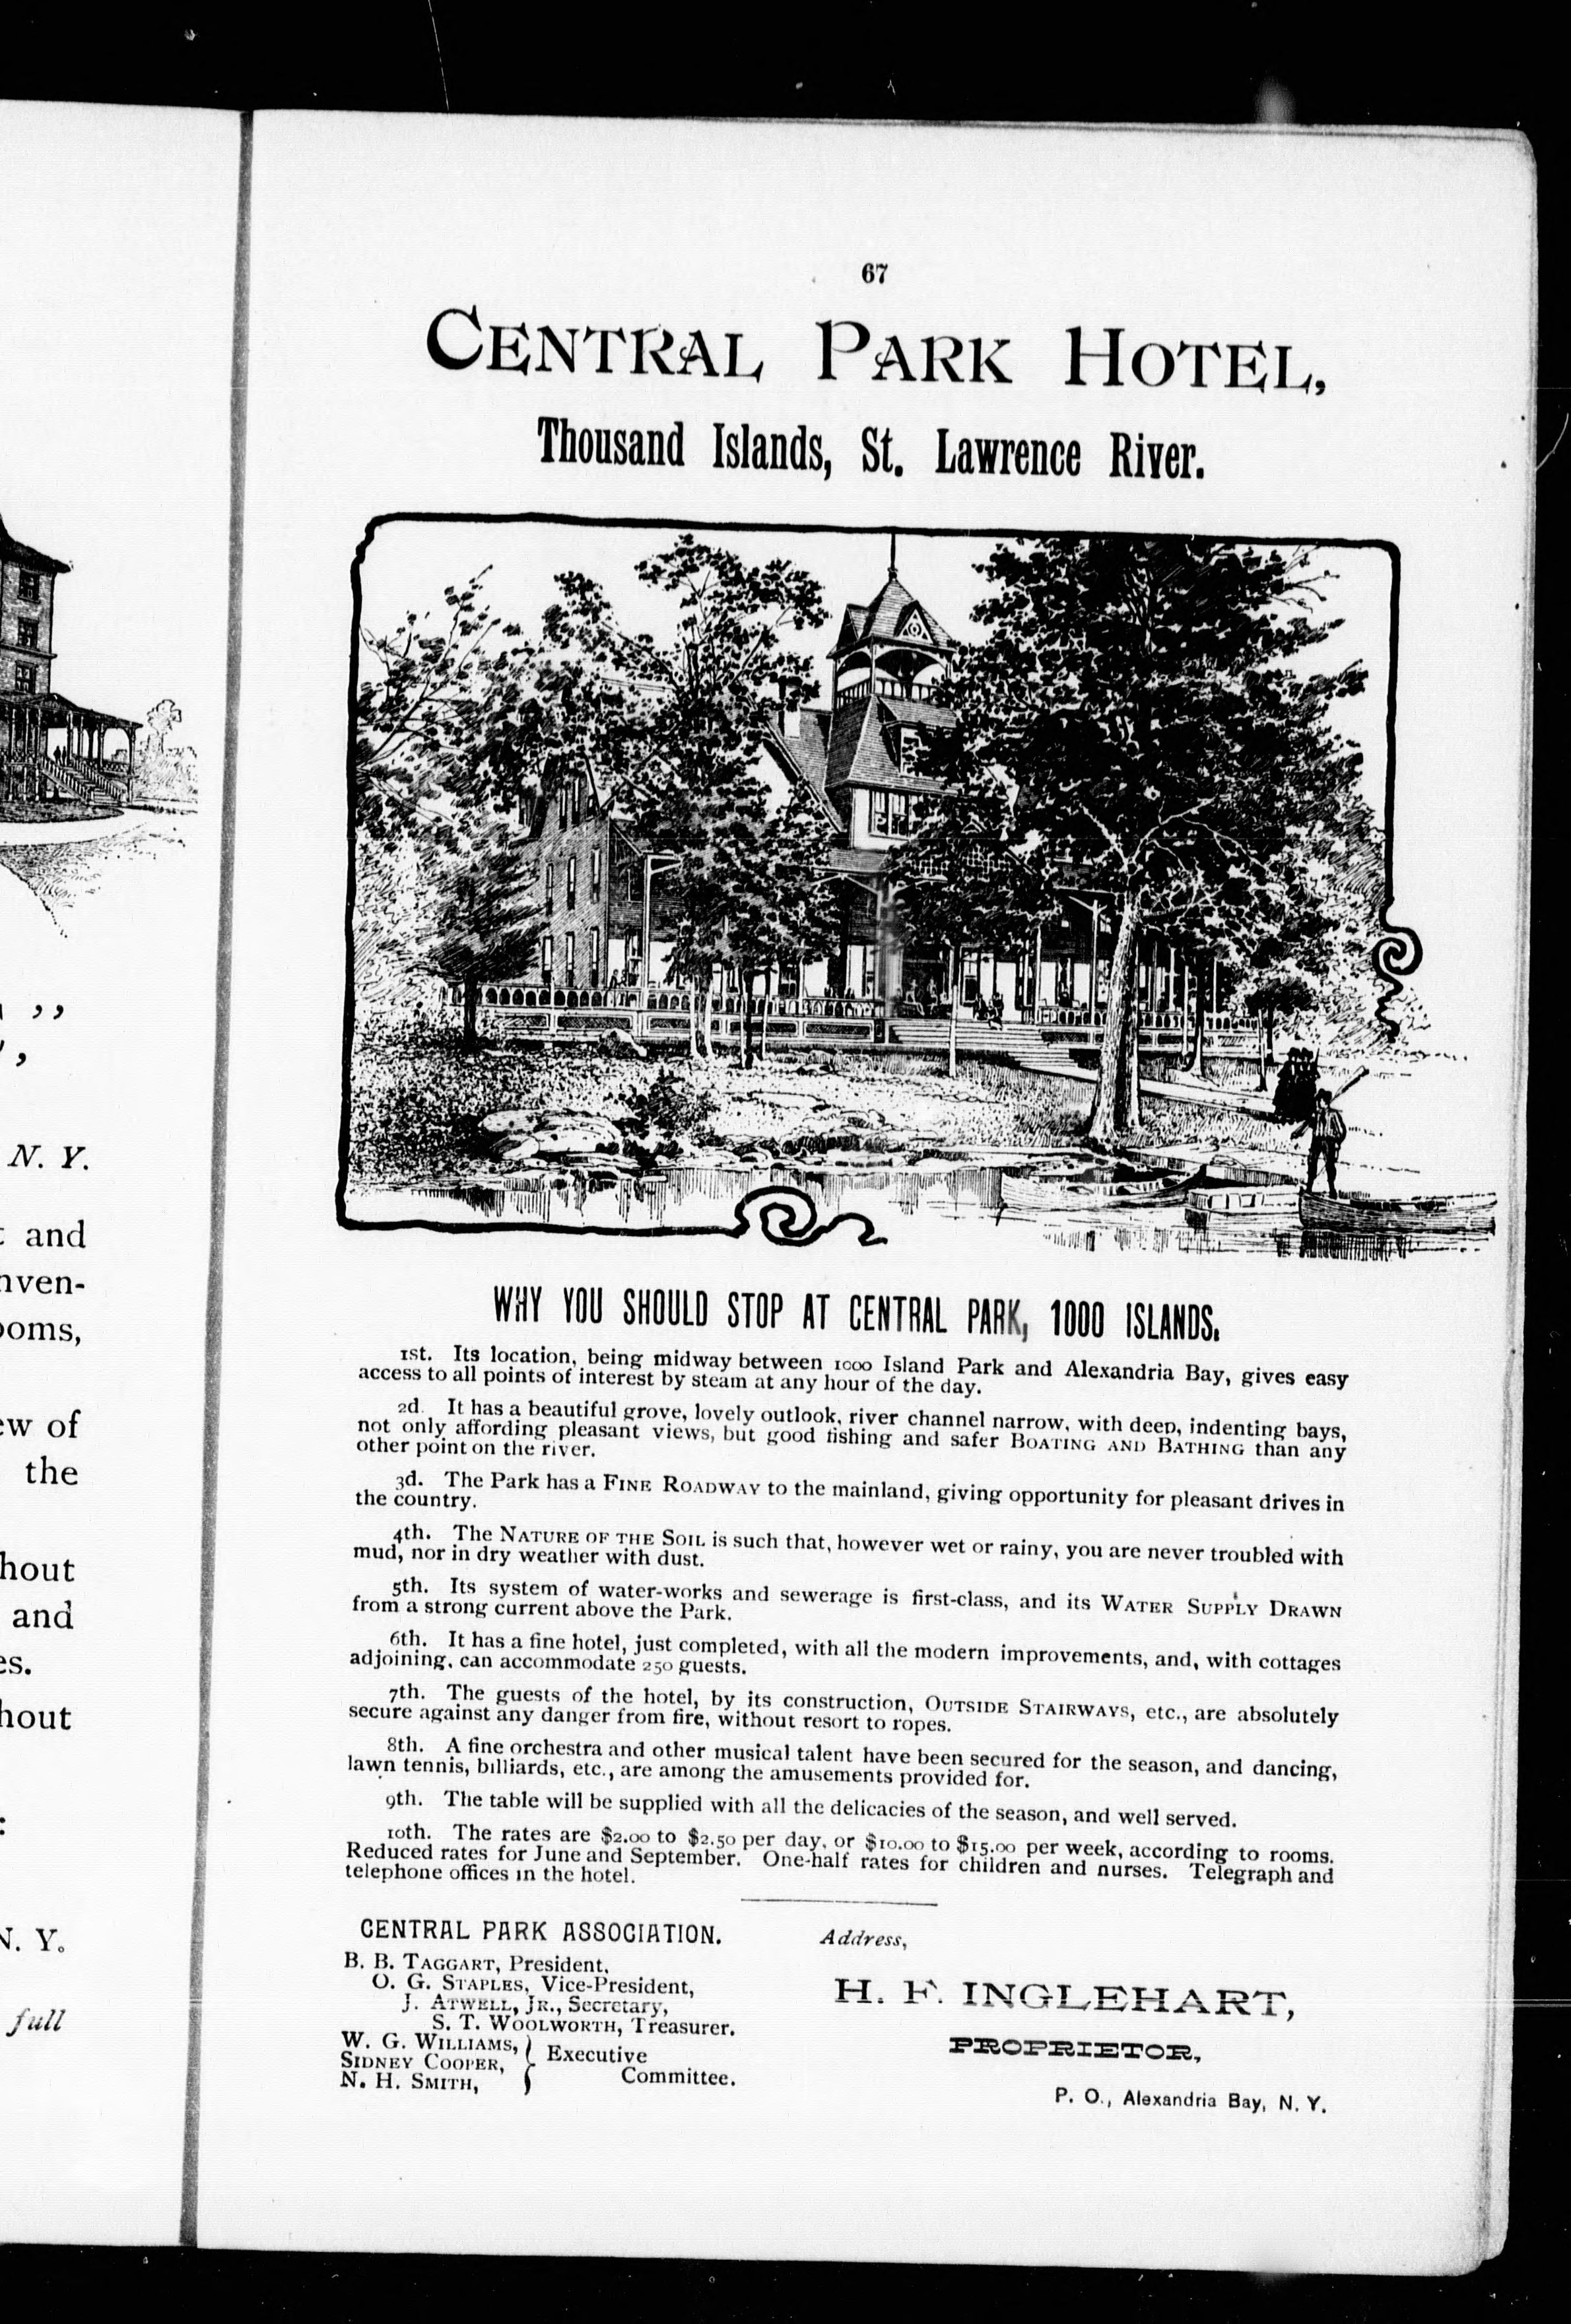 67
CENTRAL PARK HOTEL,
Thousand Islands, St. Lawrence River.
WHY YOU SHOULD STOP AT CENTRAL PARK, 1000 ISLANDS.
1st. Its location, being midway between 1000 Island Park and Alexandria Bay, gives easy
access to all points of interest by steam at any hour of the day.
2d. It has a beautiful grove, lovely outlook, river channel narrow, with deep, indenting bays,
not only affording pleasant views, but good fishing and safer BOATING AND BATHING than any
other point on the river.
3d. The Park has a FINE ROADWAY to the mainland, giving opportunity for pleasant drives in
the country.
4th. The NATURE OF THE SOIL is such that, however wet or rainy, you are never troubled with
mud, nor in dry weather with dust.
5th. Its system of water-works and sewerage is first-class, and its WATER SUPPLY DRAWN
from a strong current above the Park.
6th. It has a fine hotel, just completed, with all the modern improvements, and, with cottages
adjoining, can accommodate 250 guests.
7th. The guests of the hotel, by its construction, OUTSIDE STAIRWAYS, etc., are absolutely
secure against any danger from fire, without resort to ropes.
8th. A fine orchestra and other musical talent have been secured for the season, and dancing,
lawn tennis, billiards, etc., are among the amusements provided for.
9th. The table will be supplied with all the delicacies of the season, and well served.
10th. The rates are $2.00 to $2.50 per day, or $10.00 to $15.00 per week, according to rooms.
Reduced rates for June and September. One-half rates for children and nurses. Telegraph and
telephone offices in the hotel.
CENTRAL PARK ASSOCIATION.
B. B. TAGGART, President,
O. G. STAPLES, Vice-President,
J. ATWELL, JR., Secretary,
S. T. WOOLWORTH, Treasurer.
W. G. WILLIAMS,
SIDNEY COOPER,
N. H. SMITH,
Executive
Committee.
Address,
H. F. INGLEHART,
PROPRIETOR,
P. O., Alexandria Bay, N. Y.
N. Y.
and
ew of
the
and
N. Y.
full